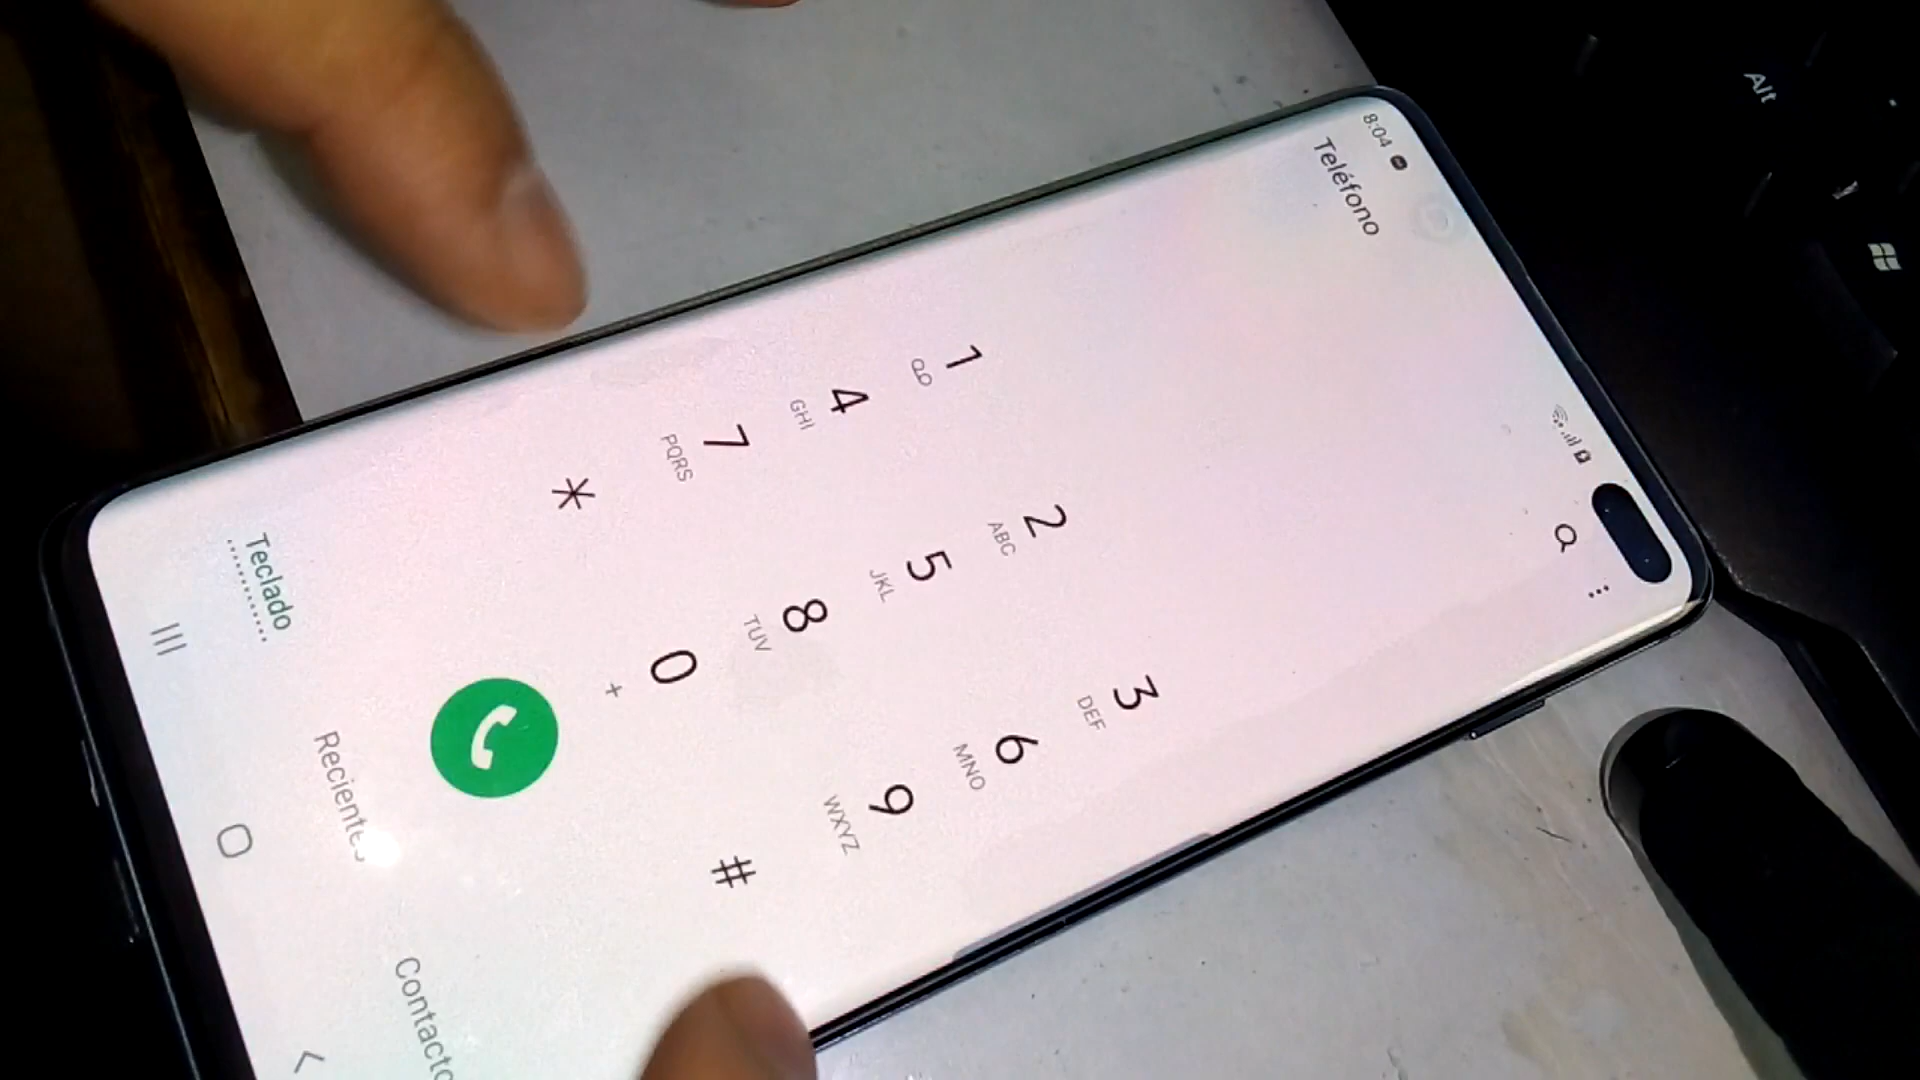 8:04
Teléfono
1
2
ABC
3
DEF
4
GHI
5
JKL
6
MNO
7
PQRS
8
TUV
9
WXYZ
*
0
+
#
Teclado
Recientes
Contacto
Alt